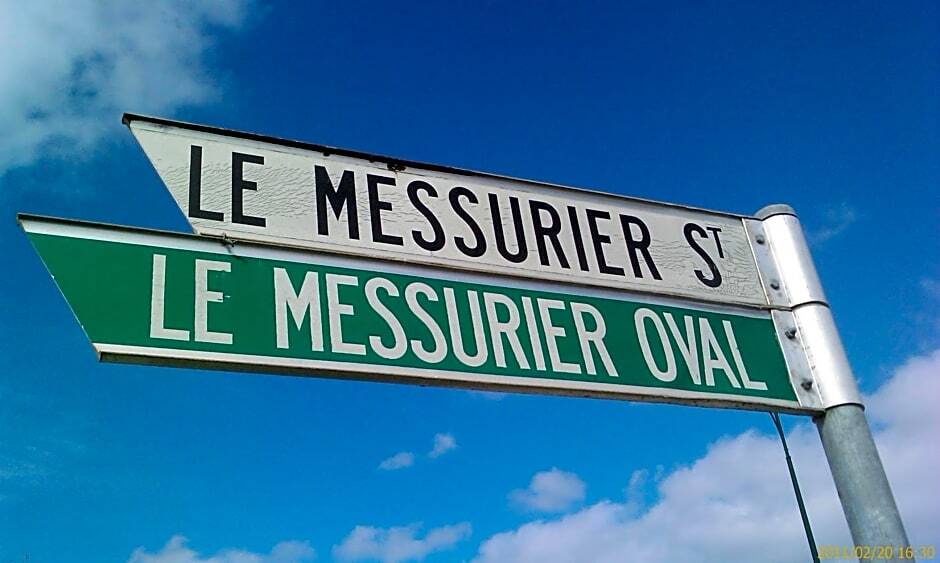 LE MESSURIER ST
LE MESSURIER OVAL
2011/02/20 16:30